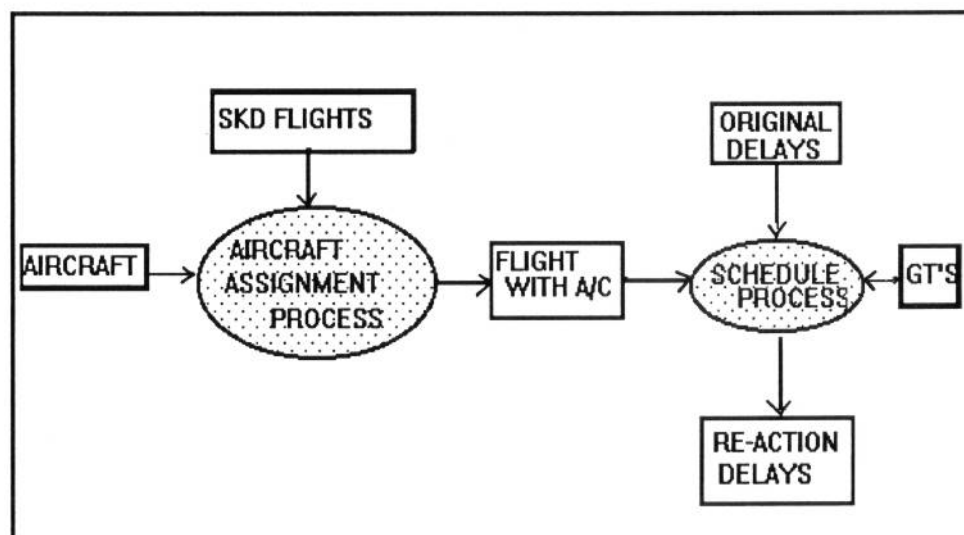 SKD FLIGHTS
ORIGINAL
DELAYS
AIRCRAFT
AIRCRAFT
ASSIGNMENT
PROCESS
FLIGHT
WITH A/C
SCHEDULE
PROCESS
GT'S
RE-ACTION
DELAYS